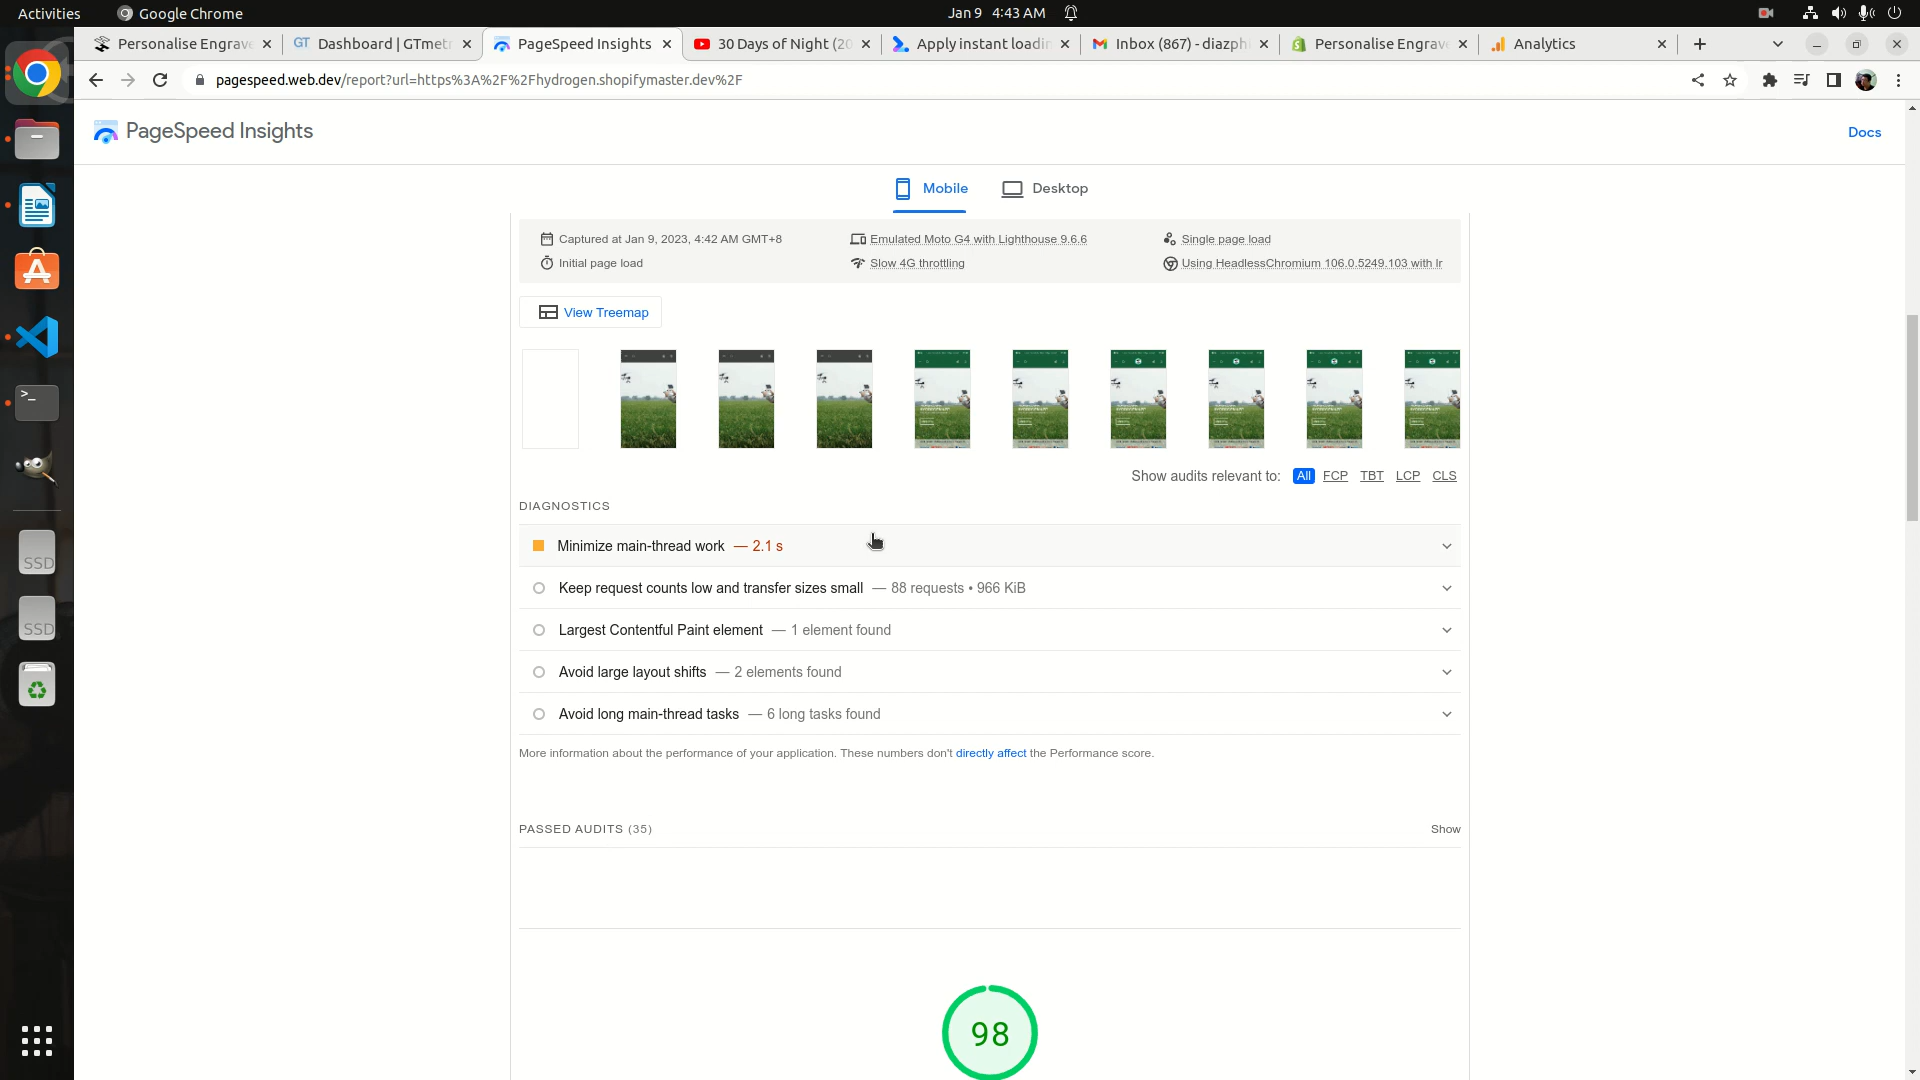 Activities Google Chrome Jan 9 4:43 AM
Personalise Engrave GT Dashboard | GTmetr PageSpeed Insights 30 Days of Night (20 Apply instant loadin Inbox (867) - diazph Personalise Engrave Analytics
pagespeed.web.dev/report?url=https%3A%2F%2Fhydrogen.shopifymaster.dev%2F
PageSpeed Insights Docs
Mobile Desktop
Captured at Jan 9, 2023, 4:42 AM GMT+8 Emulated Moto G4 with Lighthouse 9.6.6 Single page load
Initial page load Slow 4G throttling Using HeadlessChromium 106.0.5249.103 with lr
View Treemap
Show audits relevant to: All FCP TBT LCP CLS
DIAGNOSTICS
Minimize main-thread work — 2.1 s
Keep request counts low and transfer sizes small — 88 requests • 966 KiB
Largest Contentful Paint element — 1 element found
Avoid large layout shifts — 2 elements found
Avoid long main-thread tasks — 6 long tasks found
More information about the performance of your application. These numbers don't directly affect the Performance score.
PASSED AUDITS (35) Show
98
SSD
SSD